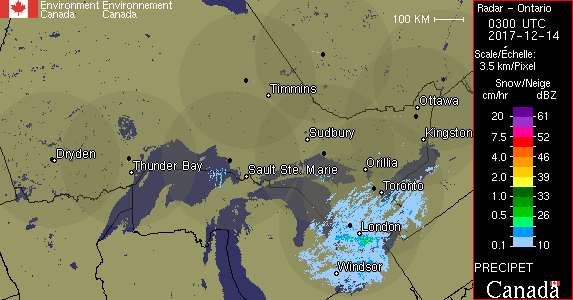 Environment Environnement
Canada Canada
100 KM
Timmins
Ottawa
Sudbury
Kingston
Dryden
Thunder Bay
Sault Ste. Marie
Orillia
Toronto
London
Windsor
Radar - Ontario
0300 UTC
2017-12-14
Scale/Échelle:
3.5 km/Pixel
Snow/Neige
cm/hr dBZ
20 61
7.5 52
4.0 46
2.0 39
1.0 33
0.5 26
0.1 10
PRECIPET
Canada